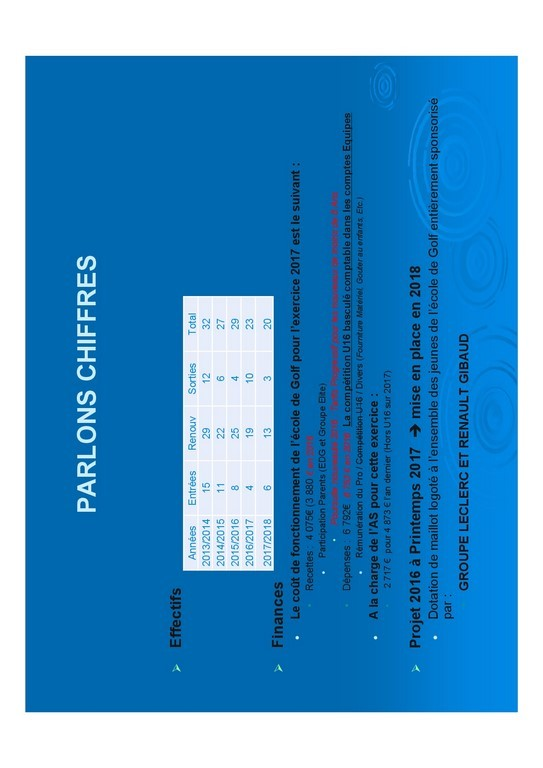 PARLONS CHIFFRES
Effectifs
Années Entrées Renouv Sorties Total
2013/2014 15 29 12 32
2014/2015 11 22 6 27
2015/2016 8 25 4 29
2016/2017 4 19 10 23
2017/2018 6 13 3 20
Finances
Le coût de fonctionnement de l'école de Golf pour l'exercice 2017 est le suivant :
Recettes : 4 075€ (3 880
Participation Parents (EDG et Groupe Elite)
Dépenses : 6 792€ La compétition U16 basculé comptable dans les comptes Equipes
Rémunération du Pro / Compétition U16 / Divers (Fourniture Matériel, Gouter au enfants, Etc.)
A la charge de l'AS pour cette exercice :
2.717 € pour 4 873 € l'an dernier (Hors U16 sur 2017)
Projet 2016 à Printemps 2017 ➔ mise en place en 2018
Dotation de maillot logoté à l'ensemble des jeunes de l'école de Golf entièrement sponsorisé
par :
GROUPE LECLERC ET RENAULT GIBAUD